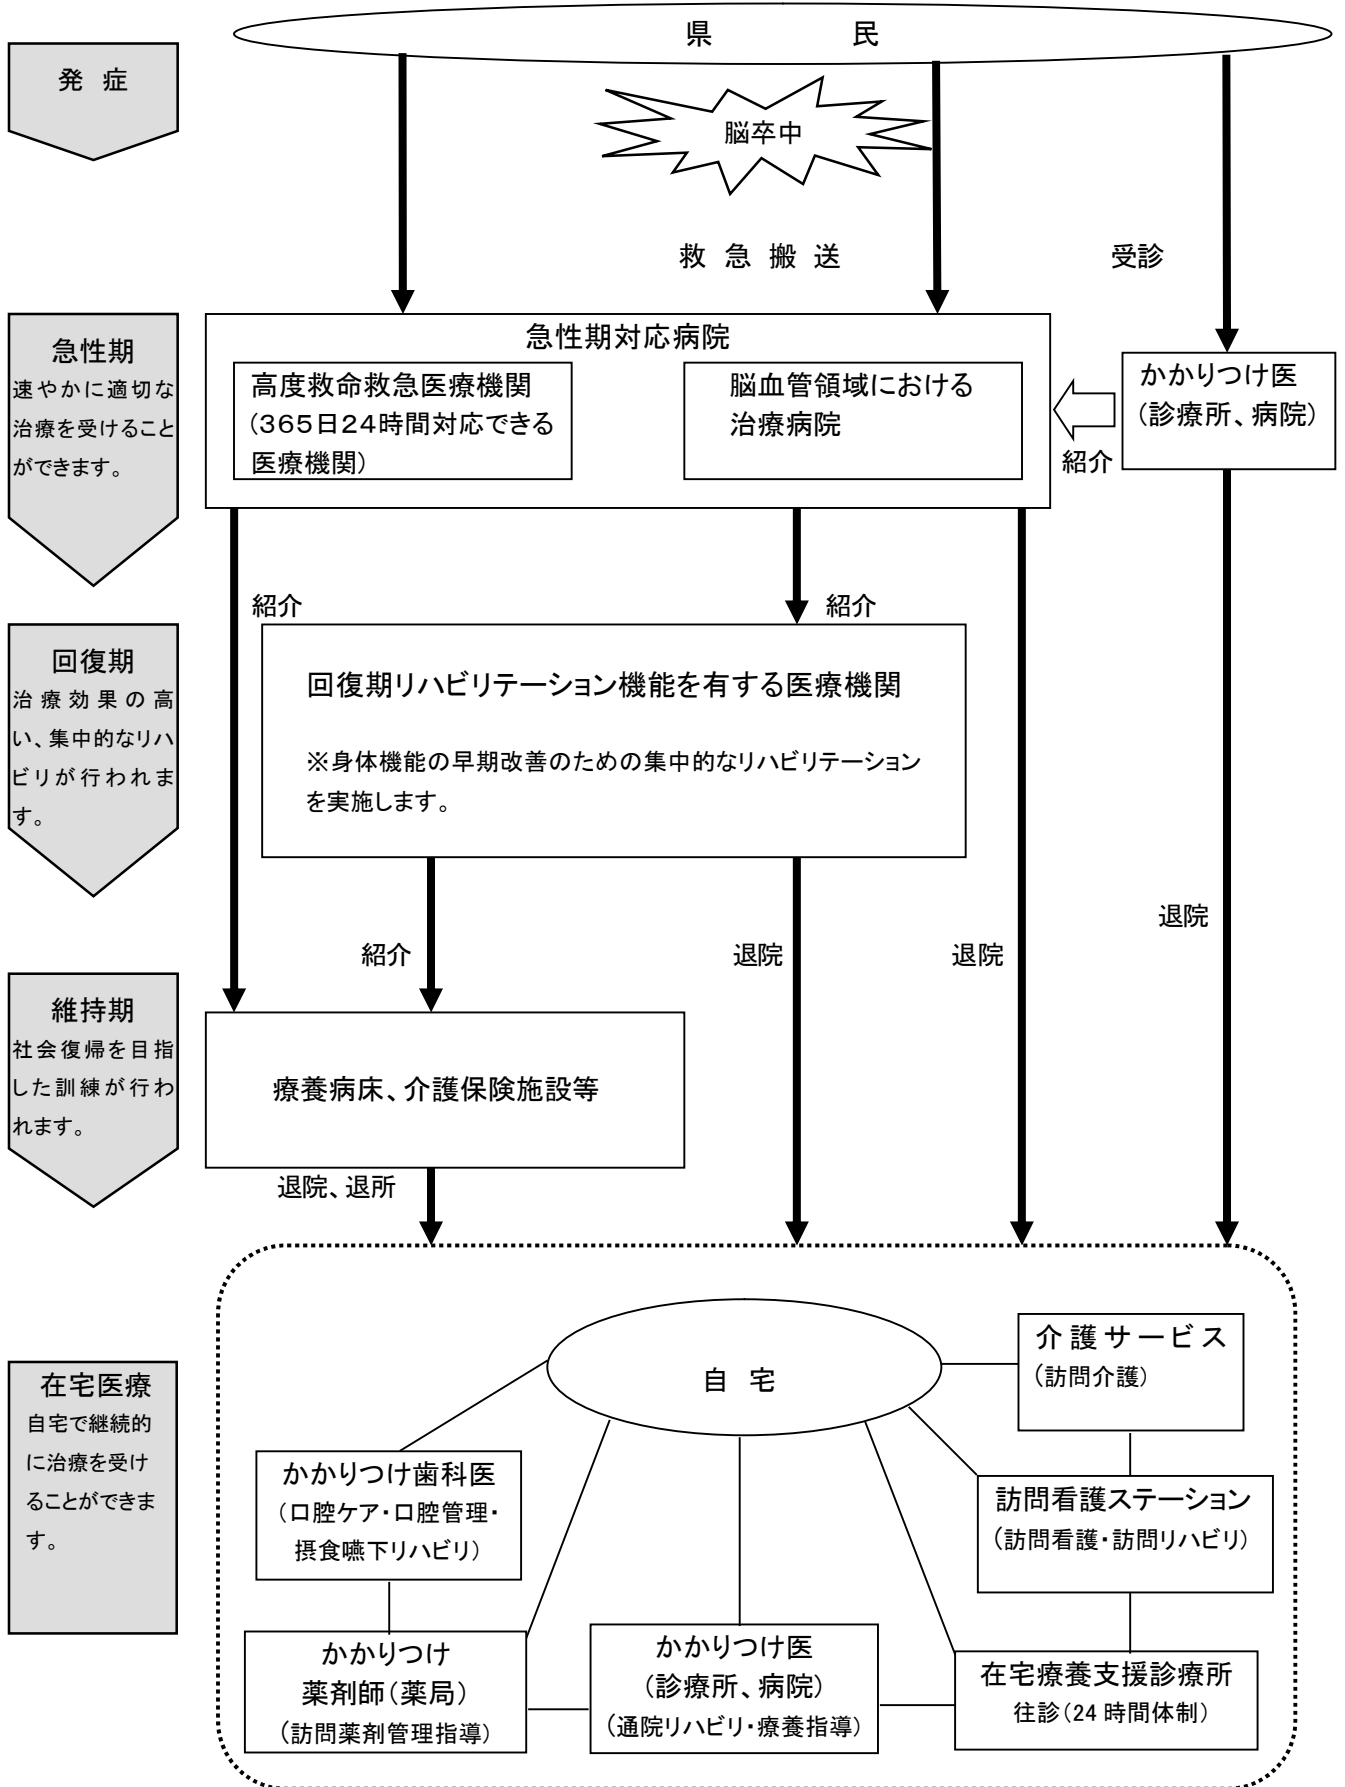 県　　民
発 症
脳卒中
救 急 搬 送
受診
急性期
速やかに適切な
治療を受けること
ができます。
急性期対応病院
高度救命救急医療機関
(365日24時間対応できる
医療機関)
脳血管領域における
治療病院
かかりつけ医
(診療所、病院)
紹介
紹介
紹介
回復期
治療効果の高
い、集中的なリハ
ビリが行われま
す。
回復期リハビリテーション機能を有する医療機関
※身体機能の早期改善のための集中的なリハビリテーション
を実施します。
紹介
退院
退院
退院
維持期
社会復帰を目指
した訓練が行わ
れます。
療養病床、介護保険施設等
退院、退所
在宅医療
自宅で継続的
に治療を受け
ることができま
す。
自 宅
介護サービス
(訪問介護)
かかりつけ歯科医
(口腔ケア・口腔管理・
摂食嚥下リハビリ)
訪問看護ステーション
(訪問看護・訪問リハビリ)
かかりつけ
薬剤師(薬局)
(訪問薬剤管理指導)
かかりつけ医
(診療所、病院)
(通院リハビリ・療養指導)
在宅療養支援診療所
往診(24時間体制)